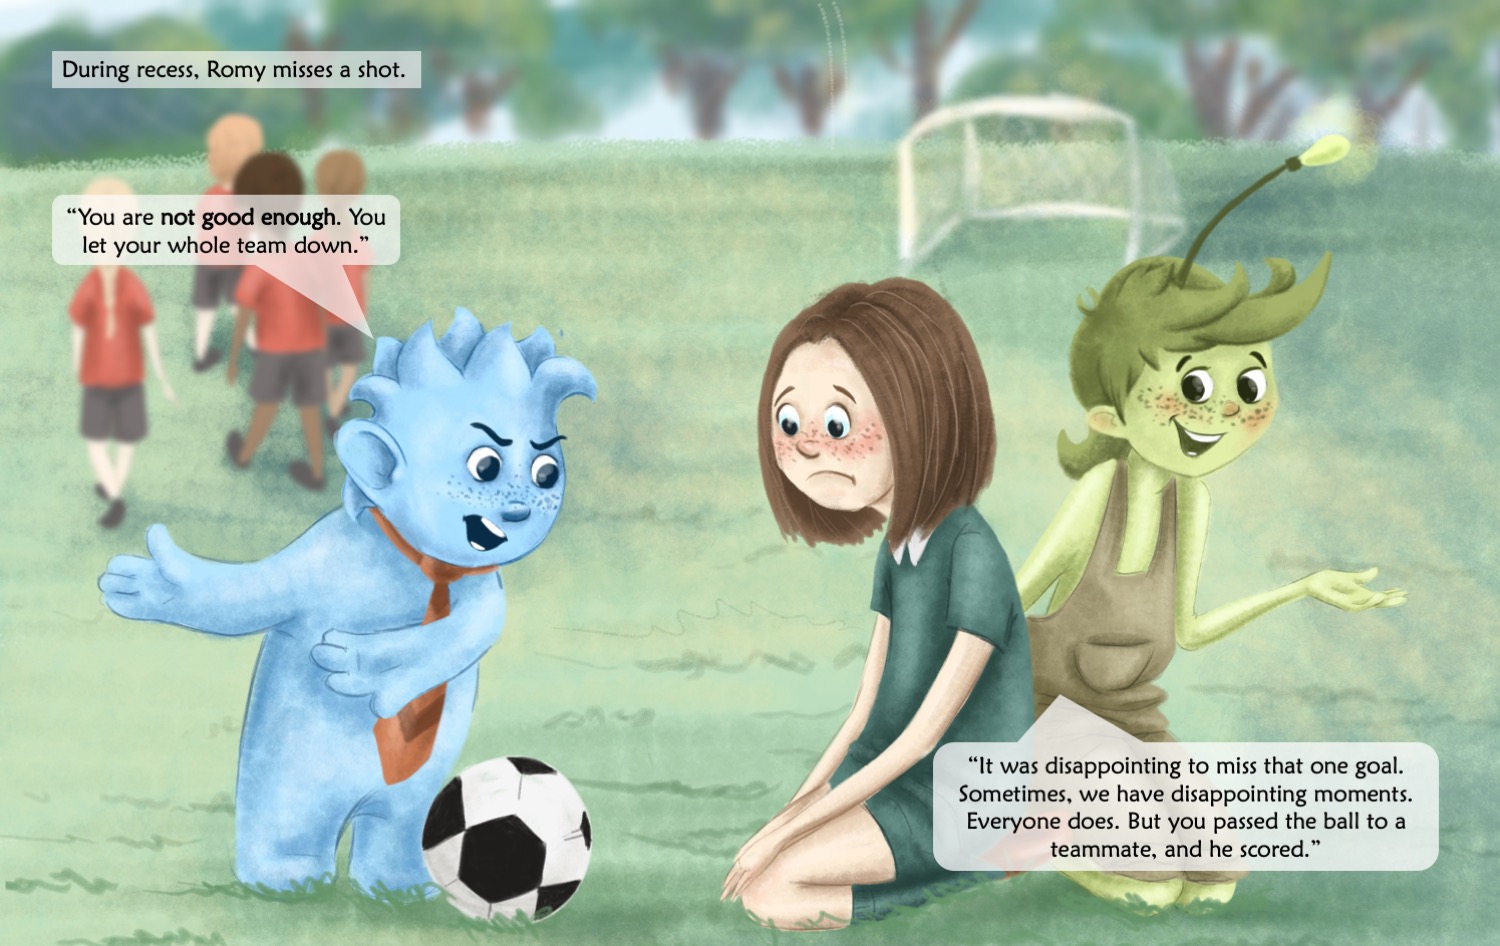 During recess, Romy misses a shot.
“You are not good enough. You
let your whole team down.”
“It was disappointing to miss that one goal.
Sometimes, we have disappointing moments.
Everyone does. But you passed the ball to a
teammate, and he scored.”